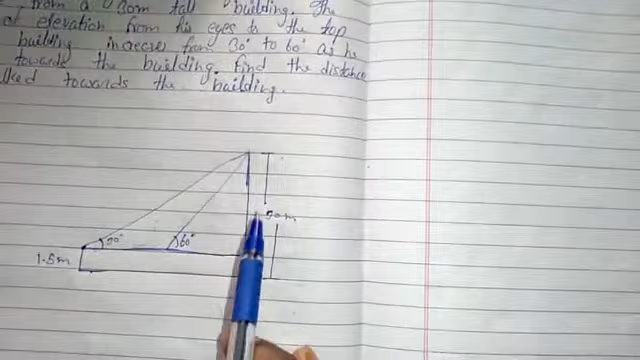 from a 30m tall building. The
of elevation from his eyes to the top
building increses from 30° to 60° as he
towards the building. Find the distance
lked towards the building.
30°
60°
30m
1.5m